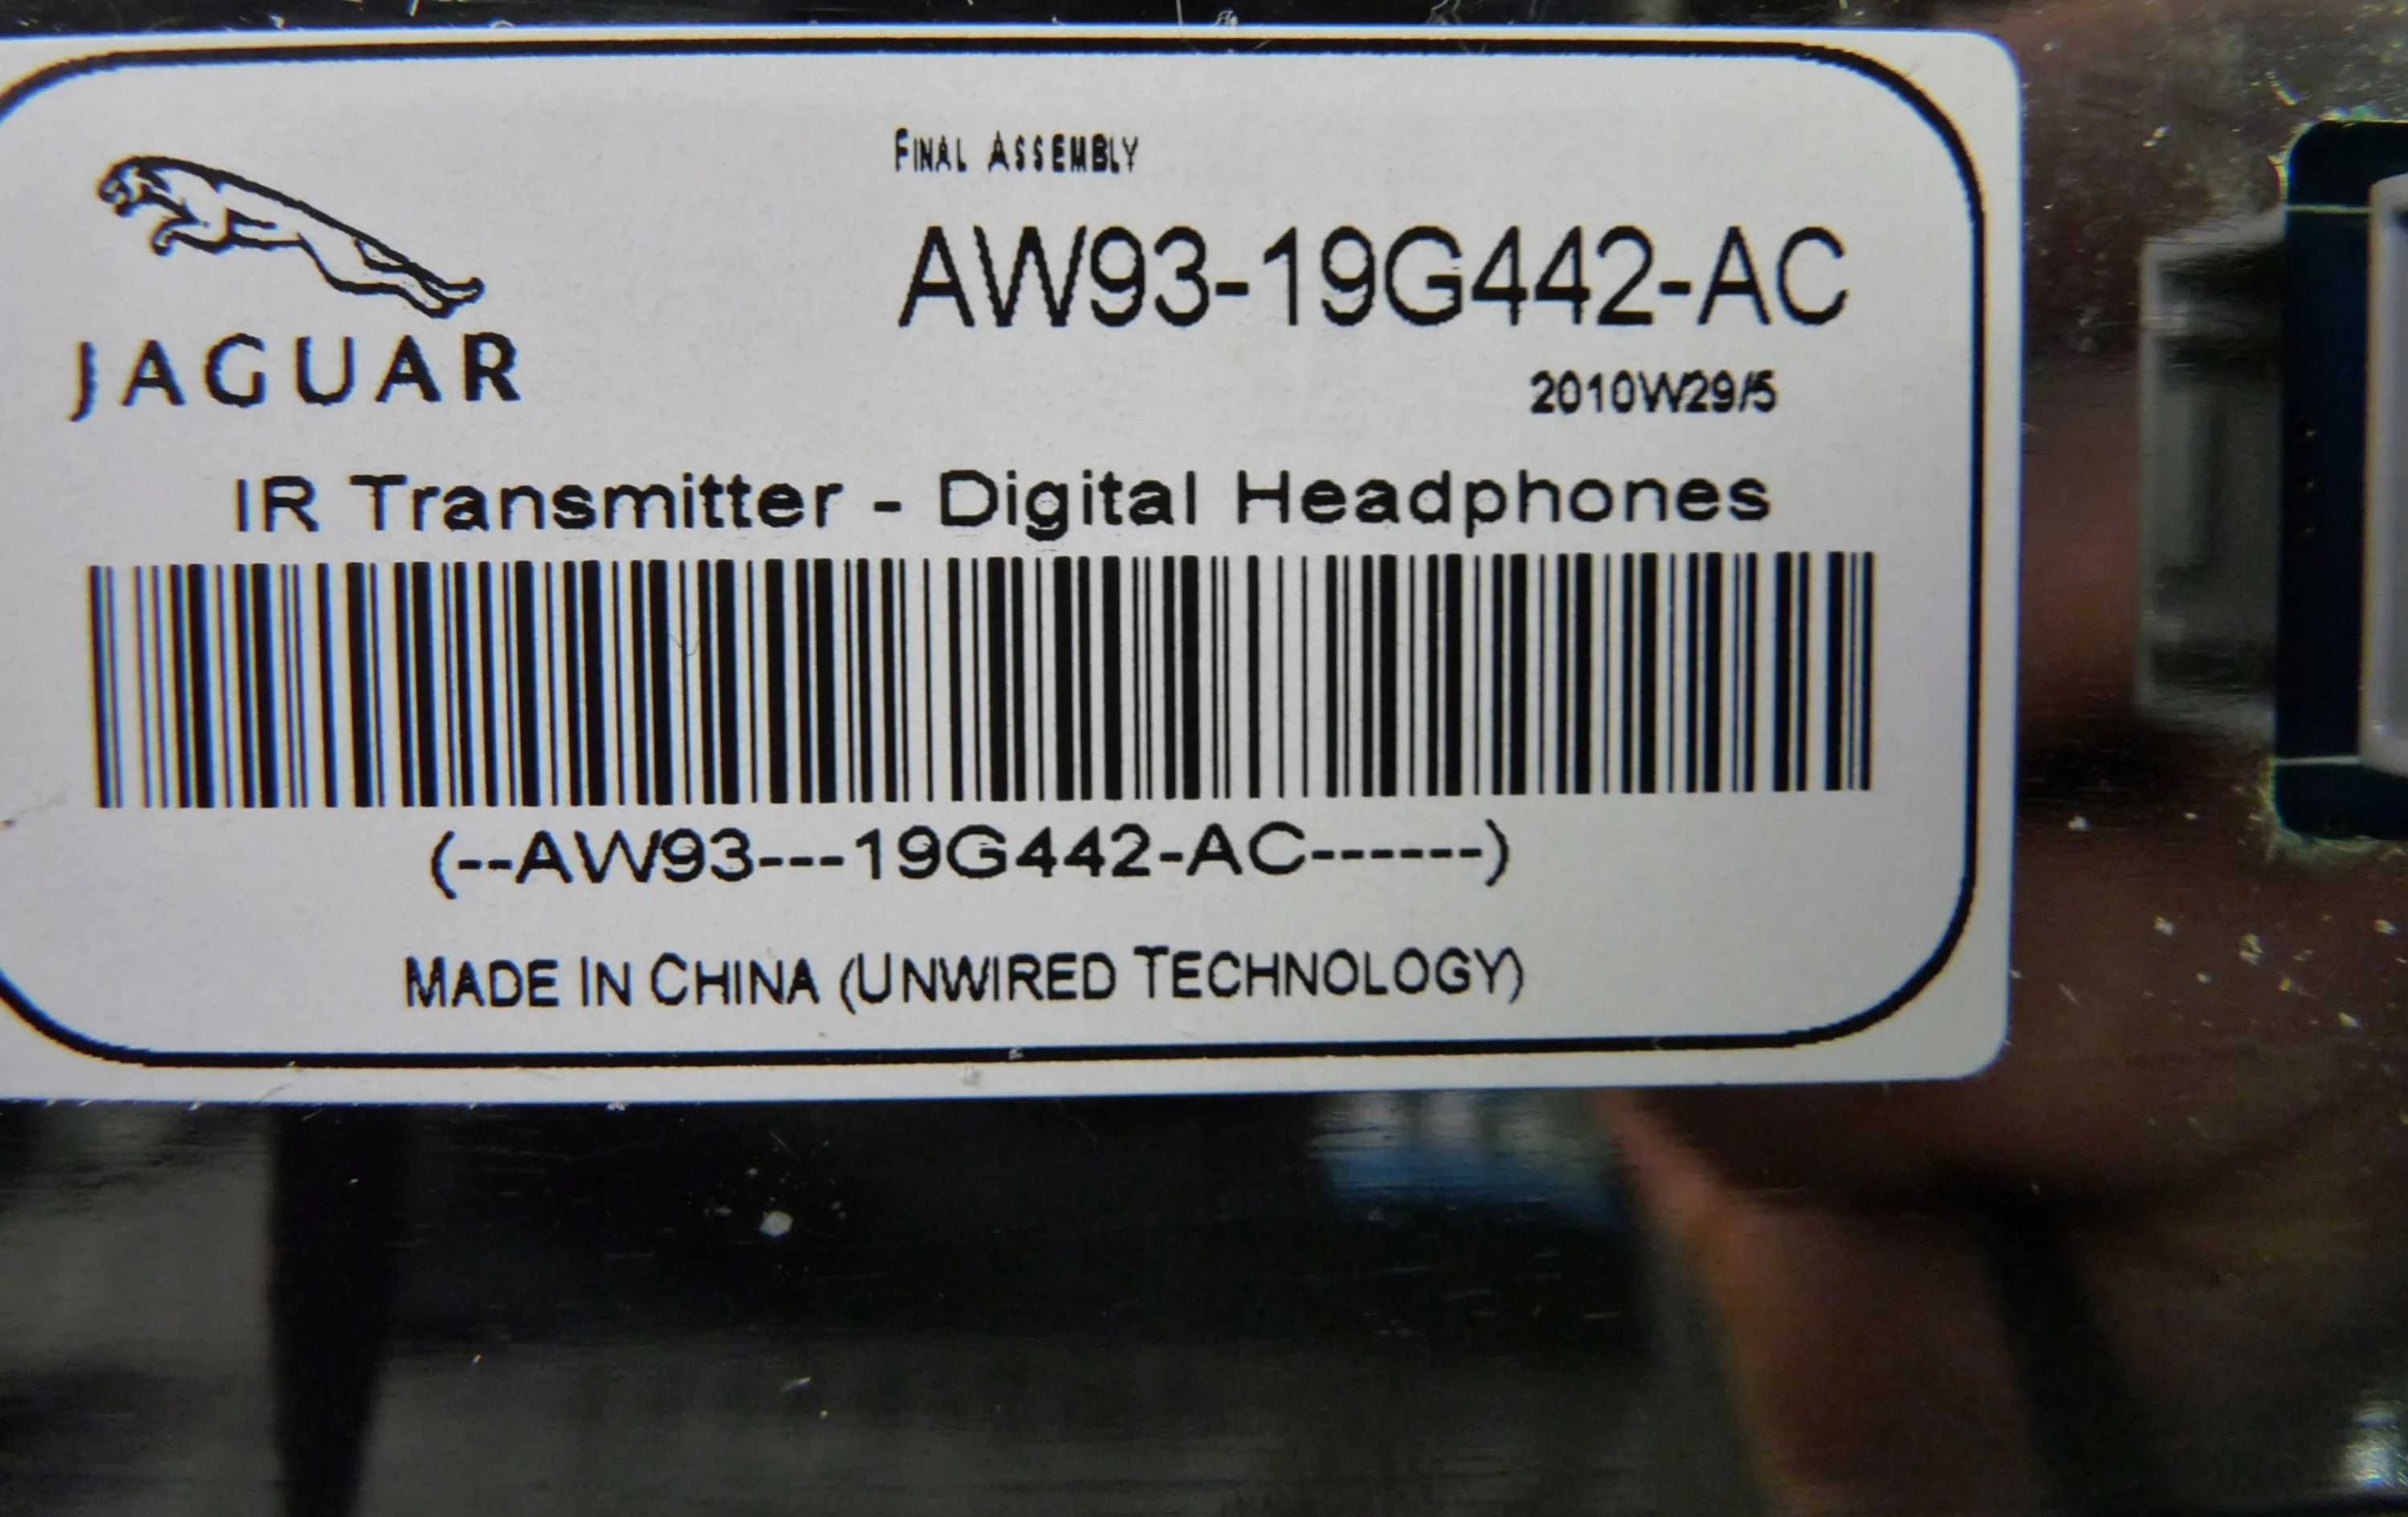 FINAL ASSEMBLY
AW93-19G442-AC
JAGUAR
2010W29/5
IR Transmitter - Digital Headphones
(--AW93---19G442-AC------)
MADE IN CHINA (UNWIRED TECHNOLOGY)